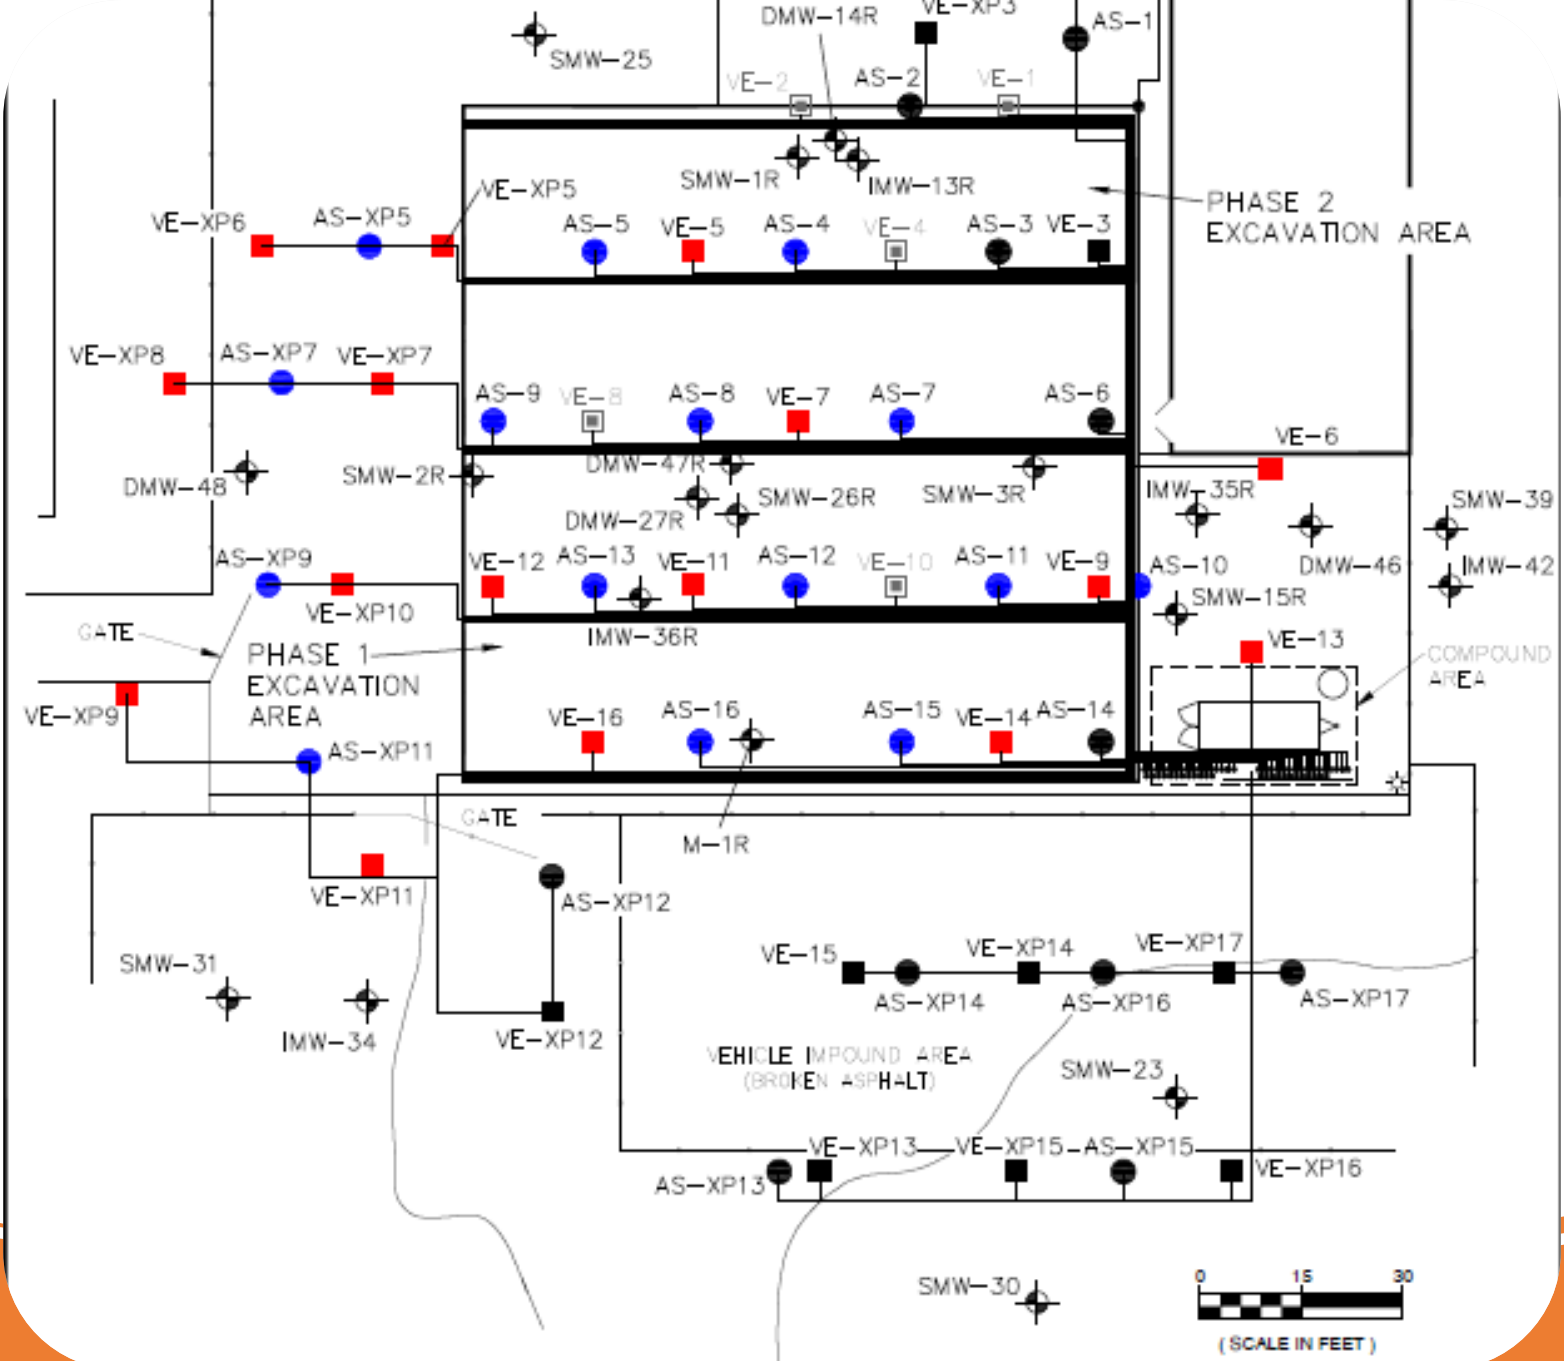 VE-XP3
DMW-14R
AS-1
SMW-25
VE-2
AS-2
VE-1
SMW-1R
IMW-13R
VE-XP5
VE-XP6
AS-XP5
AS-5
VE-5
AS-4
VE-4
AS-3
VE-3
PHASE 2
EXCAVATION AREA
VE-XP8
AS-XP7
VE-XP7
AS-9
VE-8
AS-8
VE-7
AS-7
AS-6
VE-6
DMW-48
SMW-2R
DMW-47R
SMW-26R
DMW-27R
SMW-3R
IMW-35R
SMW-39
DMW-46
IMW-42
AS-XP9
VE-XP10
VE-12
AS-13
VE-11
AS-12
VE-10
AS-11
VE-9
AS-10
SMW-15R
IMW-36R
GATE
PHASE 1
EXCAVATION
AREA
VE-13
COMPOUND
AREA
VE-XP9
AS-XP11
VE-16
AS-16
AS-15
VE-14
AS-14
GATE
M-1R
VE-XP11
AS-XP12
SMW-31
IMW-34
VE-XP12
VE-15
VE-XP14
VE-XP17
AS-XP14
AS-XP16
AS-XP17
VEHICLE IMPOUND AREA
(BROKEN ASPHALT)
SMW-23
VE-XP13
VE-XP15
AS-XP15
VE-XP16
AS-XP13
SMW-30
0 15 30
( SCALE IN FEET )